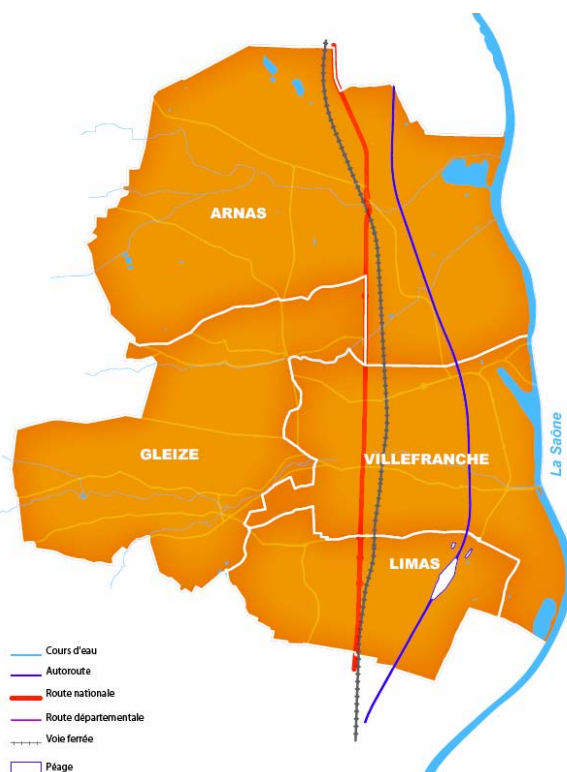 ARNAS
La Saône
GLEIZE
VILLEFRANCHE
LIMAS
Cours d'eau
Autoroute
Route nationale
Route départementale
Voie ferrée
Péage